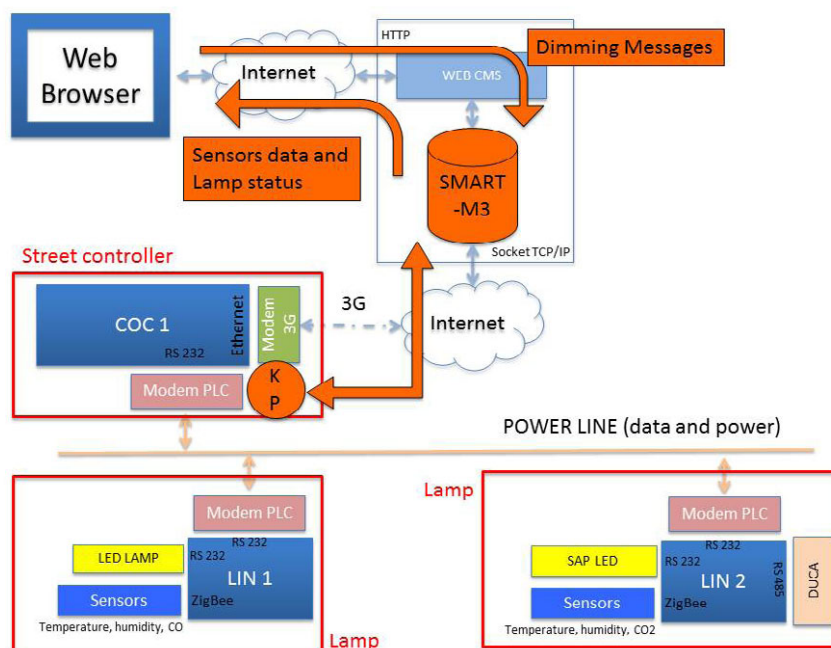 HTTP
Dimming Messages
Web
Browser
Internet
WEB CMS
Sensors data and
Lamp status
SMART
-M3
Socket TCP/IP
Street controller
COC 1
Ethernet
RS 232
Modem
3G
3G
Internet
Modem PLC
K
P
POWER LINE (data and power)
Modem PLC
RS 232
LED LAMP
RS 232
LIN 1
Sensors
ZigBee
Temperature, humidity, CO
Lamp
Lamp
Modem PLC
RS 232
SAP LED
RS 232
LIN 2
RS 485
DUCA
Sensors
ZigBee
Temperature, humidity, CO2